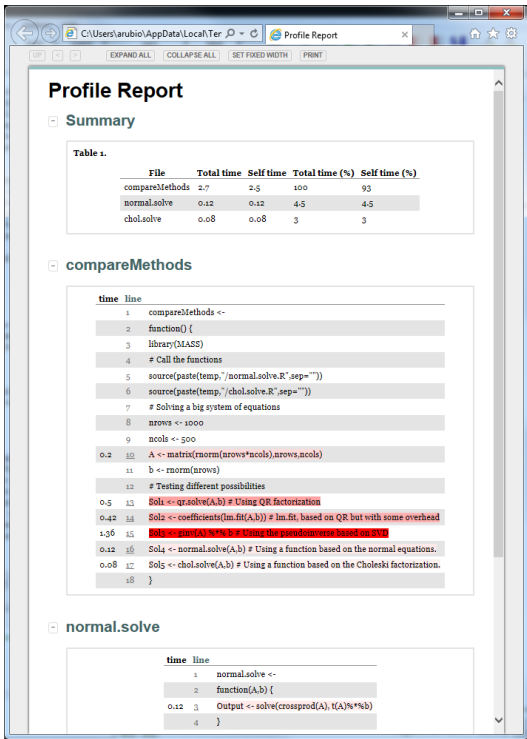 C:\Users\arubio\AppData\Local\Ter
Profile Report
UP < > EXPAND ALL COLLAPSE ALL SET FIXED WIDTH PRINT
Profile Report
Summary
Table 1.
File Total time Self time Total time (%) Self time (%)
compareMethods 2.7 2.5 100 93
normal.solve 0.12 0.12 4.5 4.5
chol.solve 0.08 0.08 3 3
compareMethods
time line
1 compareMethods <-
2 function() {
3 library(MASS)
4 # Call the functions
5 source(paste(temp,"/normal.solve.R",sep=""))
6 source(paste(temp,"/chol.solve.R",sep=""))
7 # Solving a big system of equations
8 nrows <- 1000
9 ncols <- 500
0.2 10 A <- matrix(rnorm(nrows*ncols),nrows,ncols)
11 b <- rnorm(nrows)
12 # Testing different possibilities
0.5 13 Sol1 <- qr.solve(A,b) # Using QR factorization
0.42 14 Sol2 <- coefficients(lm.fit(A,b)) # lm.fit, based on QR but with some overhead
1.36 15 Sol3 <- ginv(A) %*% b # Using the pseudoinverse based on SVD
0.12 16 Sol4 <- normal.solve(A,b) # Using a function based on the normal equations.
0.08 17 Sol5 <- chol.solve(A,b) # Using a function based on the Choleski factorization.
18 }
normal.solve
time line
1 normal.solve <-
2 function(A,b) {
0.12 3 Output <- solve(crossprod(A), t(A)%*%b)
4 }